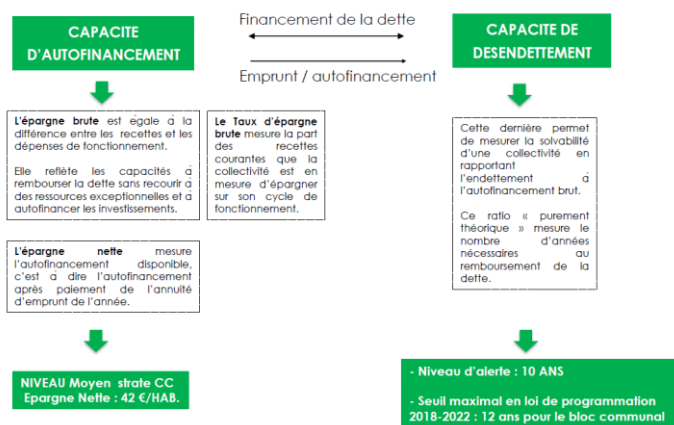 CAPACITE
D'AUTOFINANCEMENT
Financement de la dette
Emprunt / autofinancement
CAPACITE DE
DESENDETTEMENT
L'épargne brute est égale à la
différence entre les recettes et les
dépenses de fonctionnement.
Elle reflète les capacités à
rembourser la dette sans recourir à
des ressources exceptionnelles et à
autofinancer les investissements.
Le Taux d'épargne
brute mesure la part
des recettes
courantes que la
collectivité est en
mesure d'épargner
sur son cycle de
fonctionnement.
L'épargne nette mesure
l'autofinancement disponible,
c'est à dire l'autofinancement
après paiement de l'annuité
d'emprunt de l'année.
Cette dernière permet
de mesurer la solvabilité
d'une collectivité en
rapportant
l'endettement à
l'autofinancement brut.
Ce ratio « purement
théorique » mesure le
nombre d'années
nécessaires au
remboursement de la
dette.
NIVEAU Moyen strate CC
Epargne Nette : 42 €/HAB.
- Niveau d'alerte : 10 ANS
- Seuil maximal en loi de programmation
2018-2022 : 12 ans pour le bloc communal